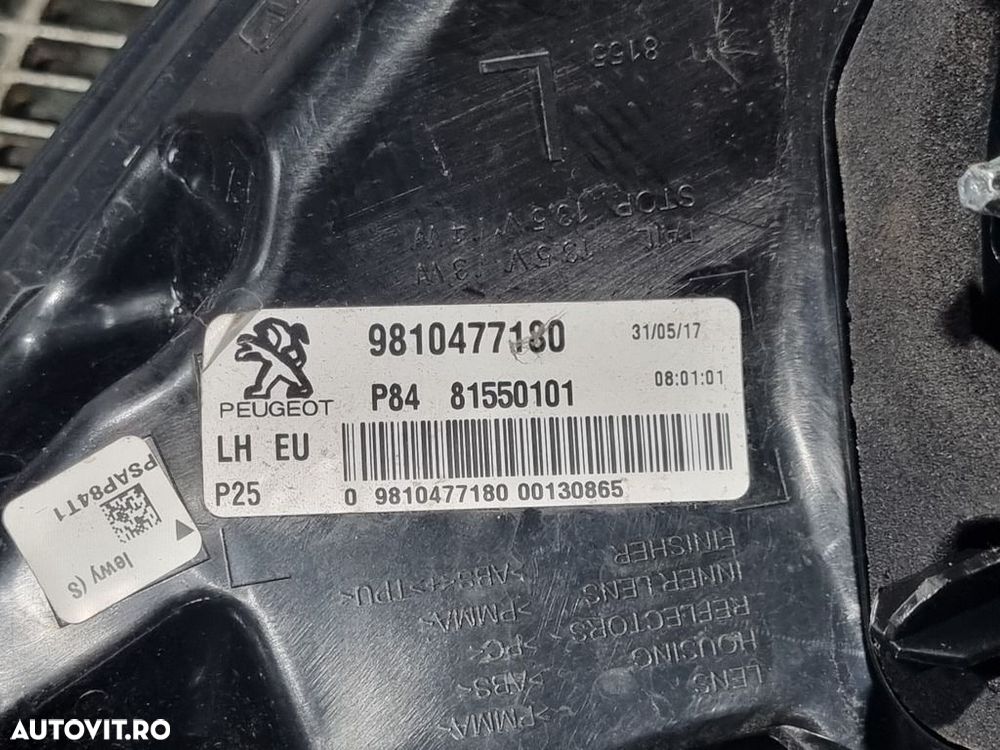 8155
L
STOP 13.5V 4W
TAIL 13.5V 3W
9810477180 31/05/17
P84 81550101 08:01:01
PEUGEOT
LH EU
P25
0 9810477180 00130865
PSAP84T1
lewy (S
LENS >PMMA<
HOUSING >ABS<
REFLECTORS >PC<
INNER LENS >PMMA<
FINISHER >ABS<+>TPU<
AUTOVIT.RO